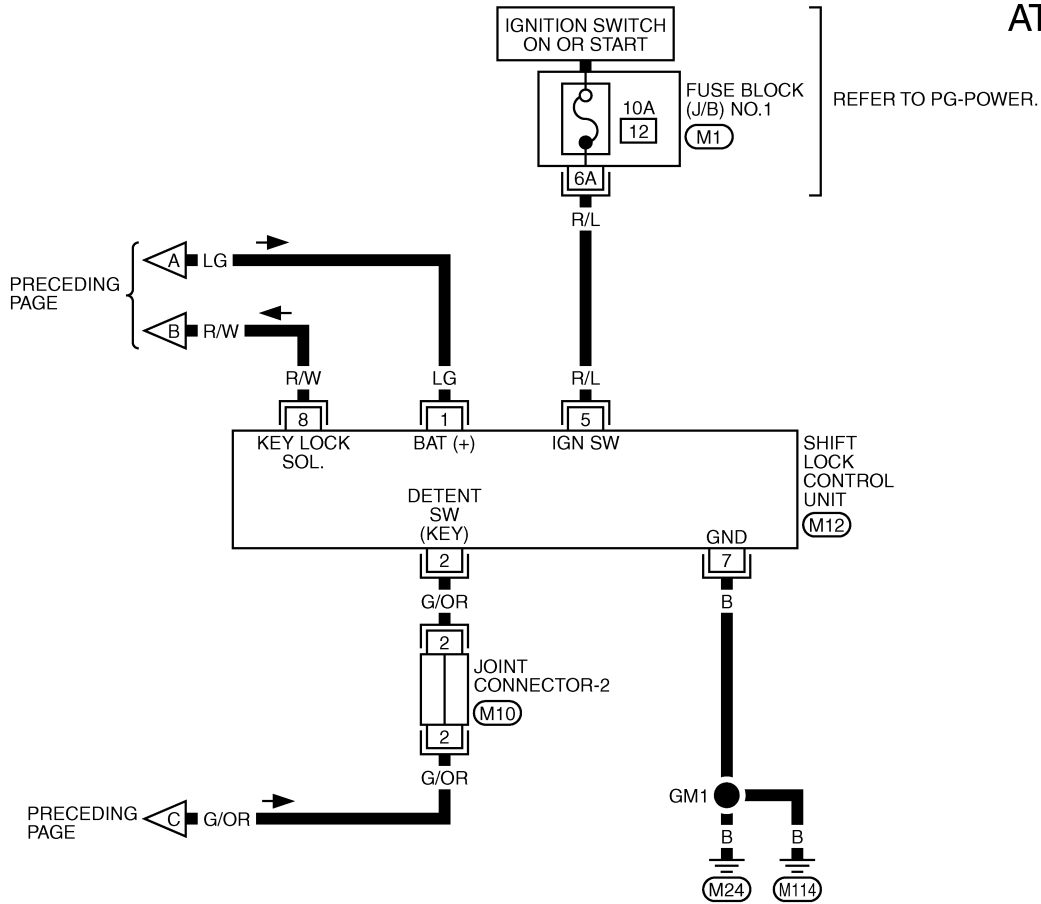 AT
IGNITION SWITCH
ON OR START
FUSE BLOCK
(J/B) NO.1
M1
10A
12
REFER TO PG-POWER.
6A
R/L
PRECEDING
PAGE
A
LG
B
R/W
R/W
LG
R/L
8
1
5
KEY LOCK
SOL.
BAT (+)
IGN SW
SHIFT
LOCK
CONTROL
UNIT
M12
DETENT
SW
(KEY)
GND
2
7
G/OR
B
2
JOINT
CONNECTOR-2
M10
2
G/OR
GM1
PRECEDING
PAGE
C
G/OR
B
B
M24
M114